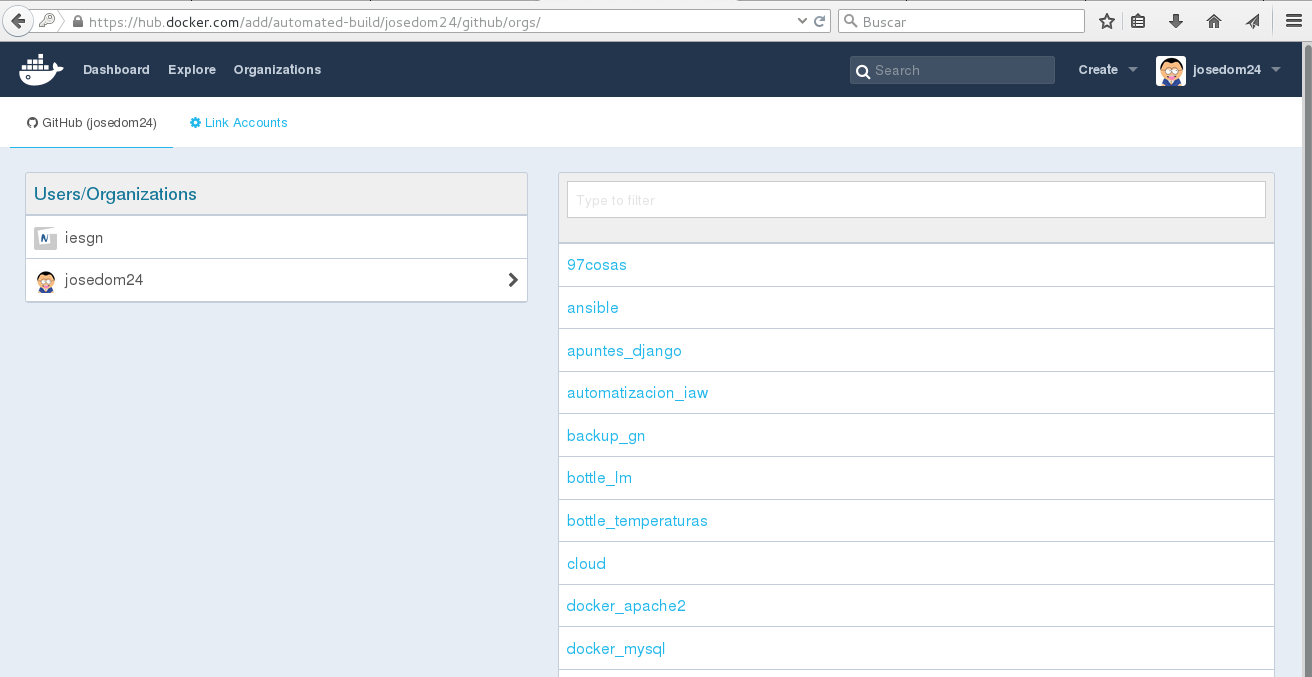 https://hub.docker.com/add/automated-build/josedom24/github/orgs/
Buscar
Dashboard
Explore
Organizations
Search
Create
josedom24
GitHub (josedom24)
Link Accounts
Users/Organizations
iesgn
josedom24
Type to filter
97cosas
ansible
apuntes_django
automatizacion_iaw
backup_gn
bottle_lm
bottle_temperaturas
cloud
docker_apache2
docker_mysql